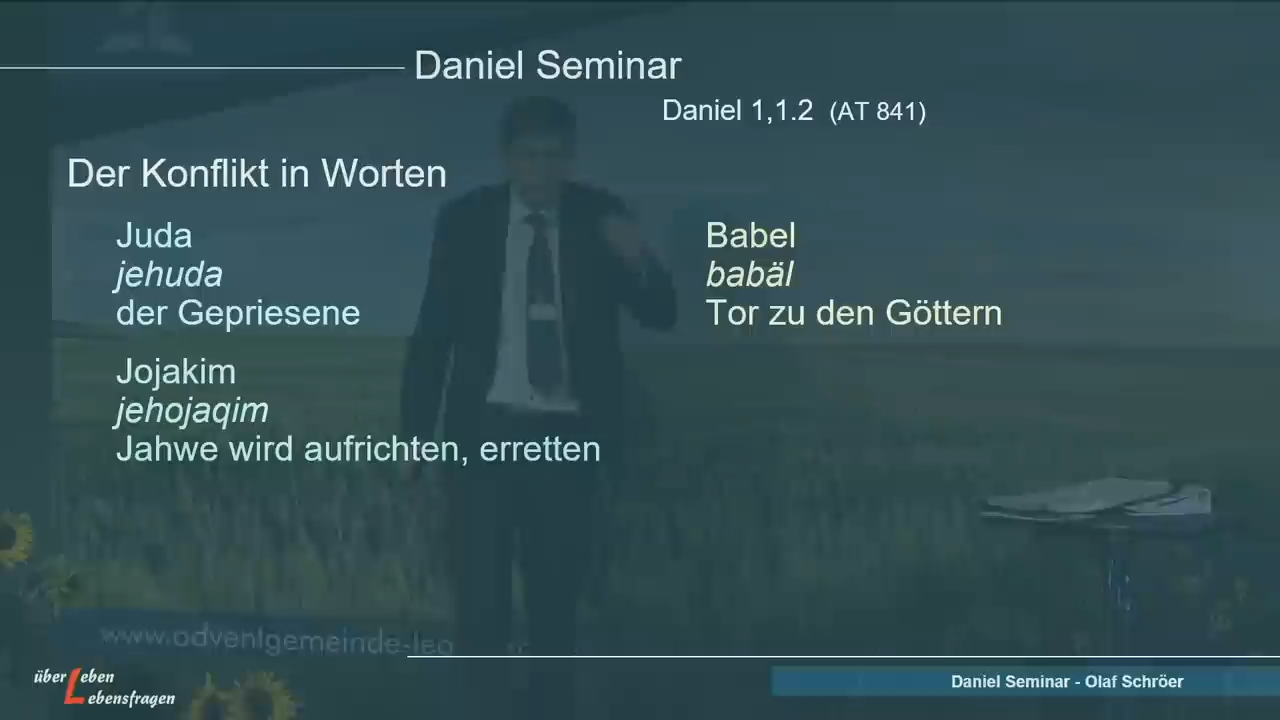 Daniel Seminar
Daniel 1,1.2 (AT 841)
Der Konflikt in Worten
Juda
jehuda
der Gepriesene
Babel
babäl
Tor zu den Göttern
Jojakim
jehojaqim
Jahwe wird aufrichten, erretten
www.adventgemeinde-leo
über Leben
Lebensfragen
Daniel Seminar - Olaf Schröer